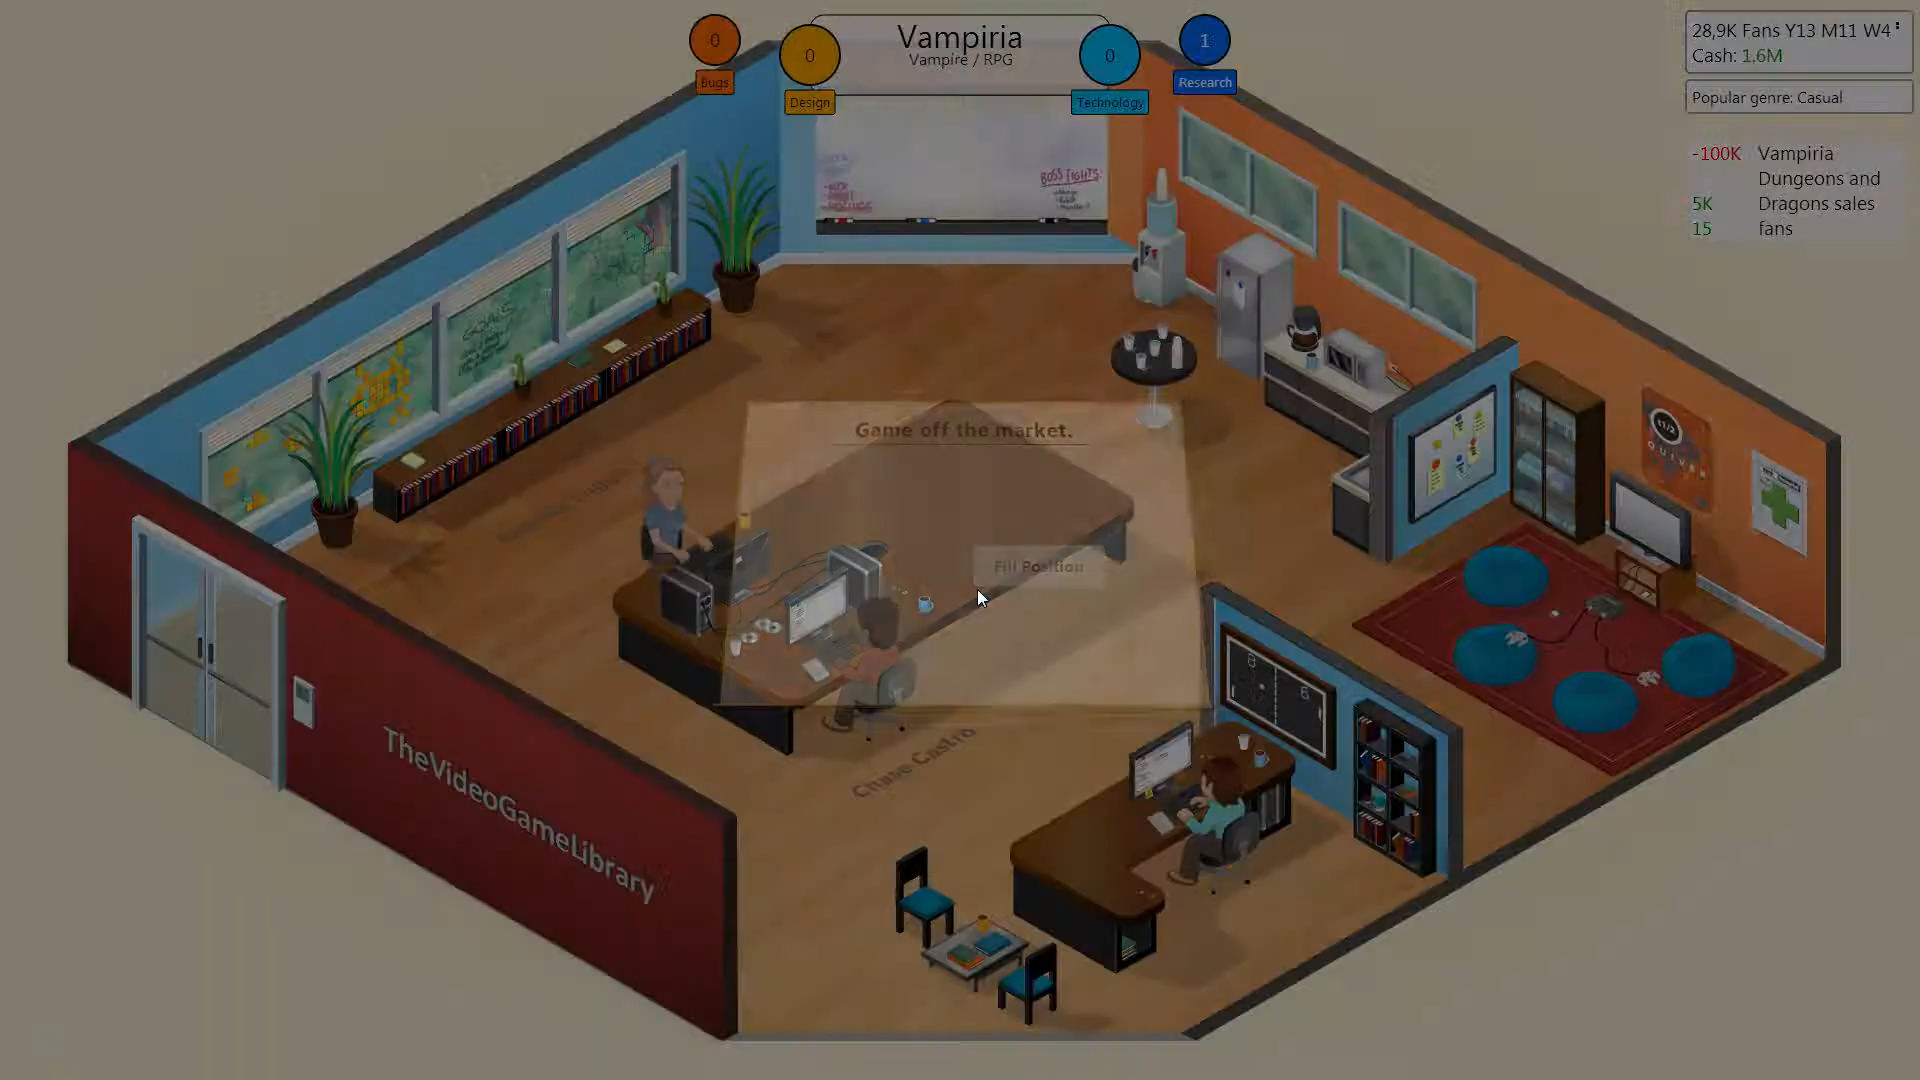 0
0
Vampiria
Vampire / RPG
0
1
Bugs
Design
Technology
Research
28,9K Fans Y13 M11 W4
Cash: 1.6M
Popular genre: Casual
-100K Vampiria
Dungeons and
5K Dragons sales
15 fans
BOSS FIGHTS:
GOALS
Game off the market.
Fill Position
Chase Castro
TheVideoGameLibrary